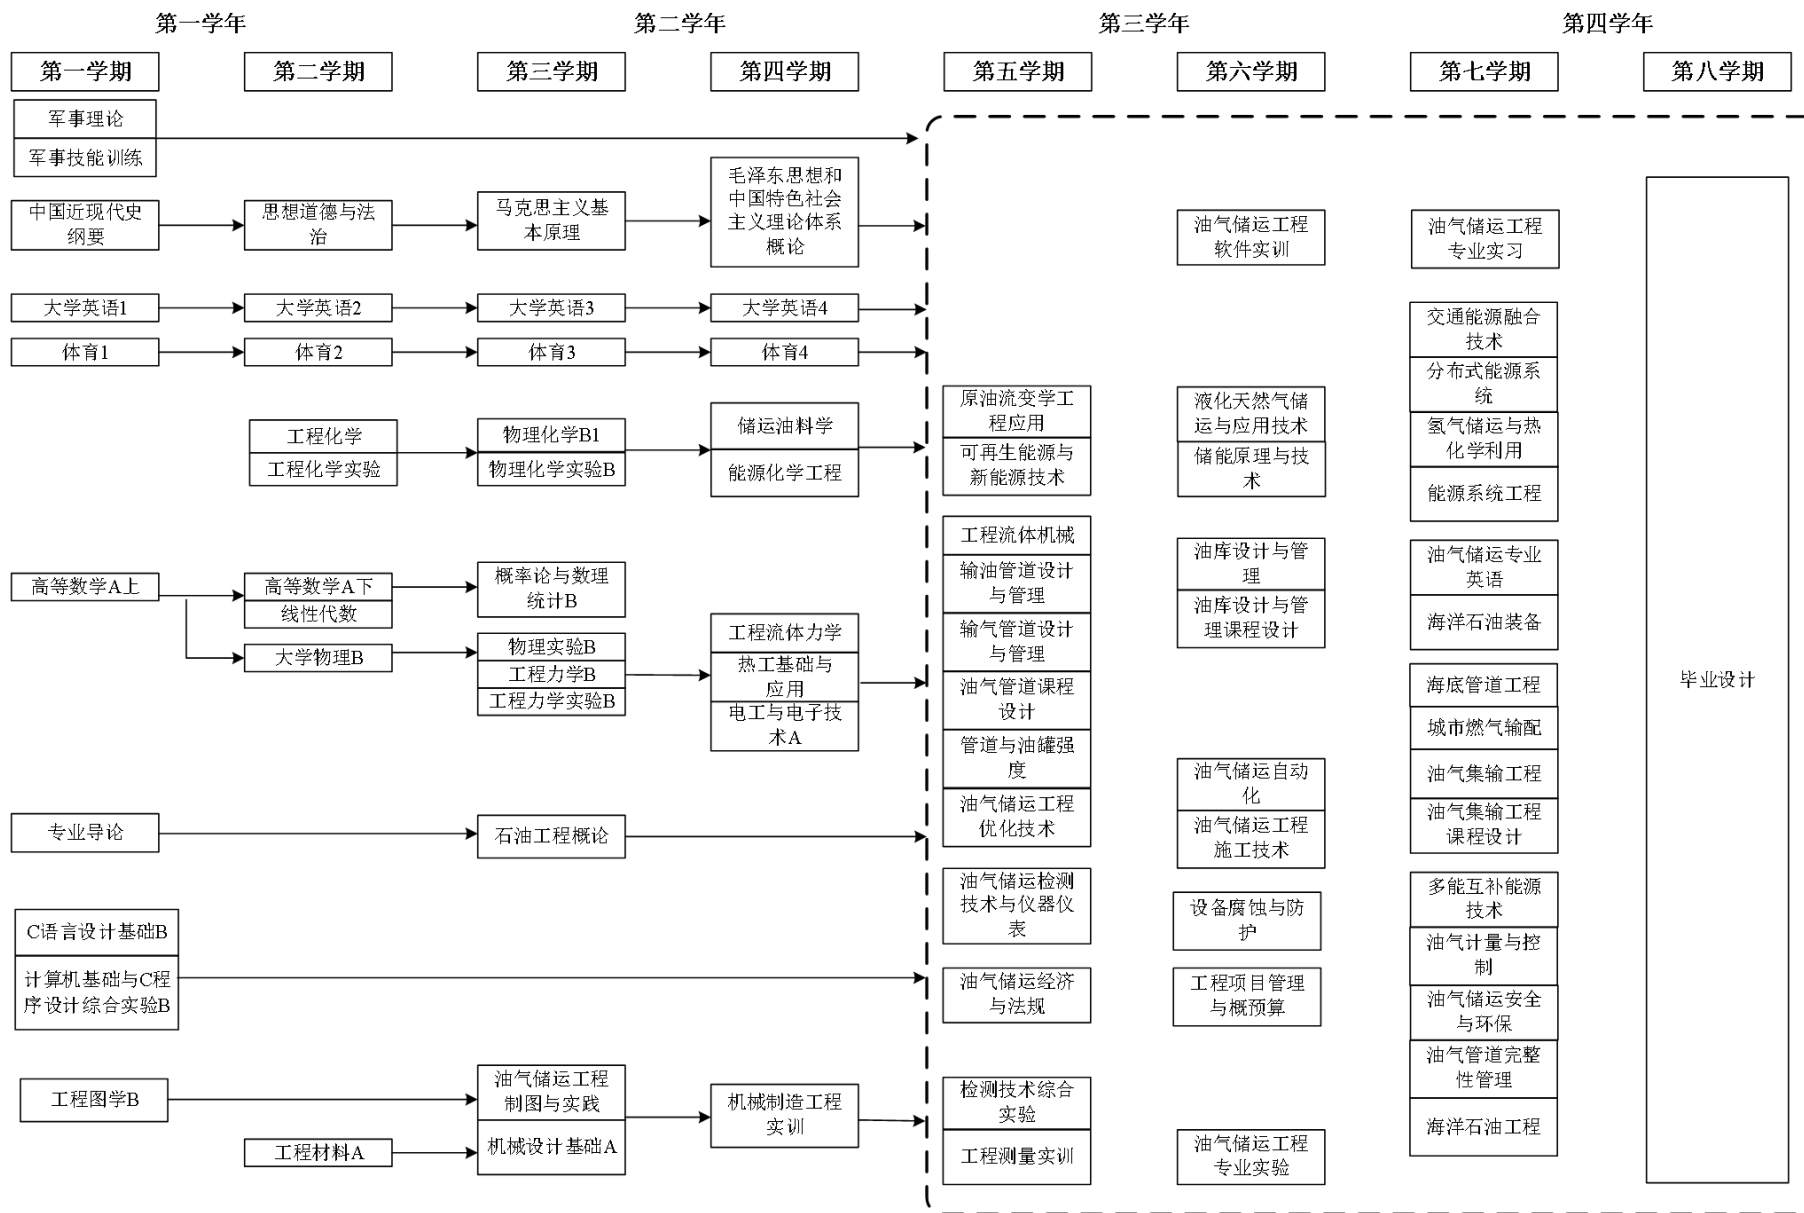 第一学年
第二学年
第三学年
第四学年
第一学期
第二学期
第三学期
第四学期
第五学期
第六学期
第七学期
第八学期
军事理论
军事技能训练
中国近现代史
纲要
思想道德与法
治
马克思主义基
本原理
毛泽东思想和
中国特色社会
主义理论体系
概论
大学英语1
大学英语2
大学英语3
大学英语4
体育1
体育2
体育3
体育4
工程化学
工程化学实验
物理化学B1
物理化学实验B
储运油料学
能源化学工程
高等数学A上
高等数学A下
线性代数
大学物理B
概率论与数理
统计B
物理实验B
工程力学B
工程力学实验B
工程流体力学
热工基础与
应用
电工与电子技
术A
专业导论
石油工程概论
C语言设计基础B
计算机基础与C程
序设计综合实验B
工程图学B
工程材料A
油气储运工程
制图与实践
机械设计基础A
机械制造工程
实训
原油流变学工
程应用
可再生能源与
新能源技术
工程流体机械
输油管道设计
与管理
输气管道设计
与管理
油气管道课程
设计
管道与油罐强
度
油气储运工程
优化技术
油气储运检测
技术与仪器仪
表
油气储运经济
与法规
检测技术综合
实验
工程测量实训
油气储运工程
软件实训
液化天然气储
运与应用技术
储能原理与技
术
油库设计与管
理
油库设计与管
理课程设计
油气储运自动
化
油气储运工程
施工技术
设备腐蚀与防
护
工程项目管理
与概预算
油气储运工程
专业实验
油气储运工程
专业实习
交通能源融合
技术
分布式能源系
统
氢气储运与热
化学利用
能源系统工程
油气储运专业
英语
海洋石油装备
海底管道工程
城市燃气输配
油气集输工程
油气集输工程
课程设计
多能互补能源
技术
油气计量与控
制
油气储运安全
与环保
油气管道完整
性管理
海洋石油工程
毕业设计